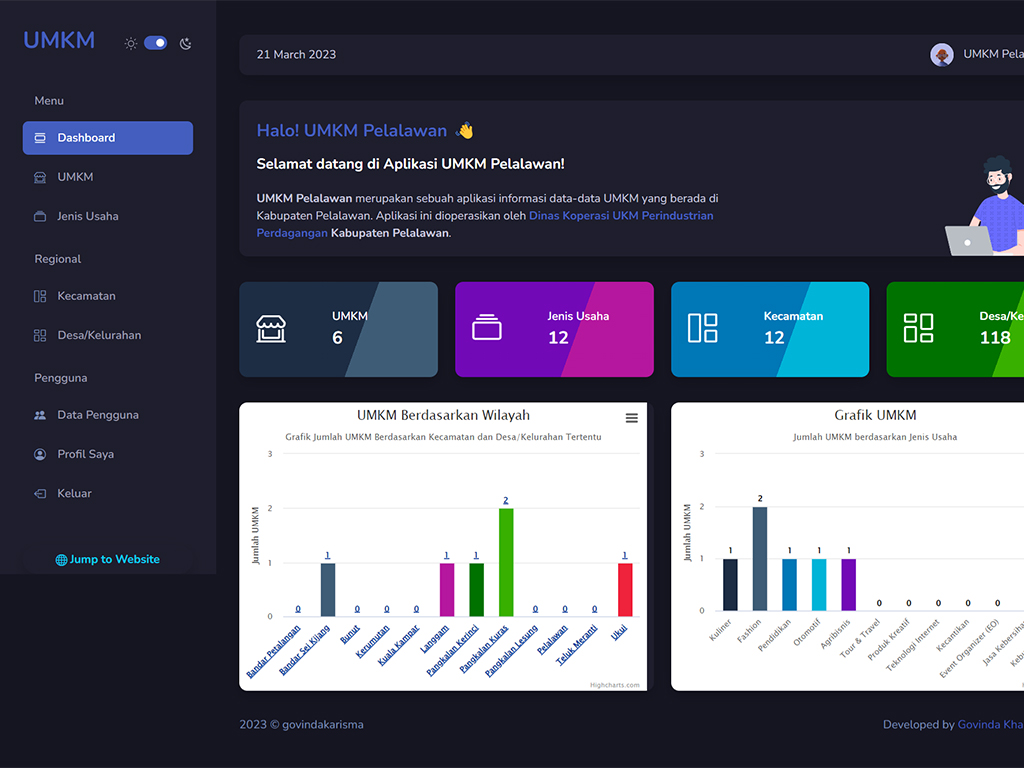 UMKM
Menu
Dashboard
UMKM
Jenis Usaha
Regional
Kecamatan
Desa/Kelurahan
Pengguna
Data Pengguna
Profil Saya
Keluar
Jump to Website
21 March 2023
UMKM Pela
Halo! UMKM Pelalawan
Selamat datang di Aplikasi UMKM Pelalawan!
UMKM Pelalawan merupakan sebuah aplikasi informasi data-data UMKM yang berada di
Kabupaten Pelalawan. Aplikasi ini dioperasikan oleh Dinas Koperasi UKM Perindustrian
Perdagangan Kabupaten Pelalawan.
UMKM
6
Jenis Usaha
12
Kecamatan
12
Desa/Ke
118
UMKM Berdasarkan Wilayah
Grafik Jumlah UMKM Berdasarkan Kecamatan dan Desa/Kelurahan Tertentu
Jumlah UMKM
3
2
1
0
0
1
0
0
0
1
1
2
0
0
0
1
Bandar Petalangan
Bandar Sei Kijang
Bunut
Kerumutan
Kuala Kampar
Langgam
Pangkalan Kerinci
Pangkalan Kuras
Pangkalan Lesung
Pelalawan
Teluk Meranti
Ukui
Highcharts.com
Grafik UMKM
Jumlah UMKM berdasarkan Jenis Usaha
Jumlah UMKM
3
2
1
0
1
2
1
1
1
0
0
0
0
0
Kuliner
Fashion
Pendidikan
Otomotif
Agribisnis
Tour & Travel
Produk Kreatif
Teknologi Internet
Kecantikan
Event Organizer (EO)
Jasa Kebersiha
Kebu
2023 © govindakarisma
Developed by Govinda Kha